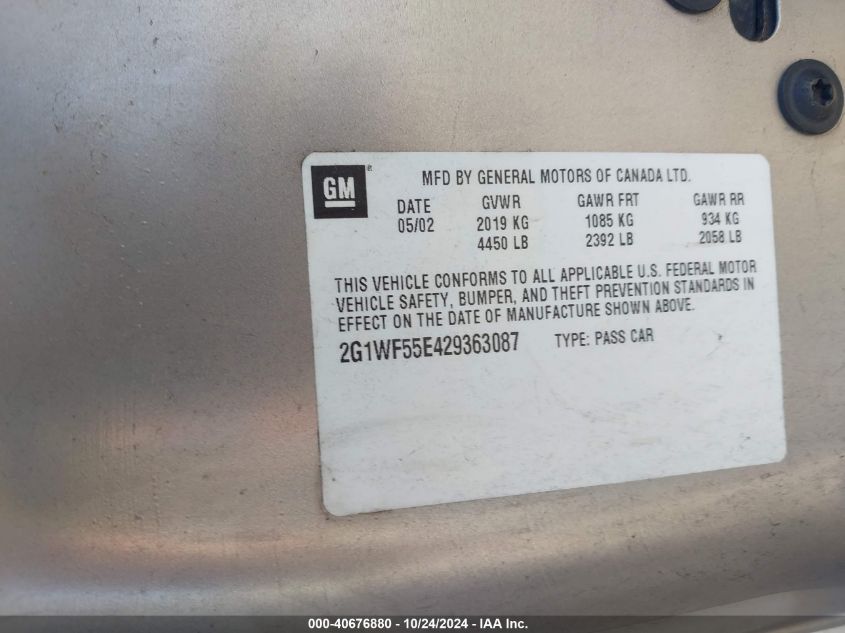 GM®
MFD BY GENERAL MOTORS OF CANADA LTD.
DATE GVWR GAWR FRT GAWR RR
05/02 2019 KG 1085 KG 934 KG
4450 LB 2392 LB 2058 LB
THIS VEHICLE CONFORMS TO ALL APPLICABLE U.S. FEDERAL MOTOR
VEHICLE SAFETY, BUMPER, AND THEFT PREVENTION STANDARDS IN
EFFECT ON THE DATE OF MANUFACTURE SHOWN ABOVE.
2G1WF55E429363087 TYPE: PASS CAR
000-40676880 - 10/24/2024 - IAA Inc.